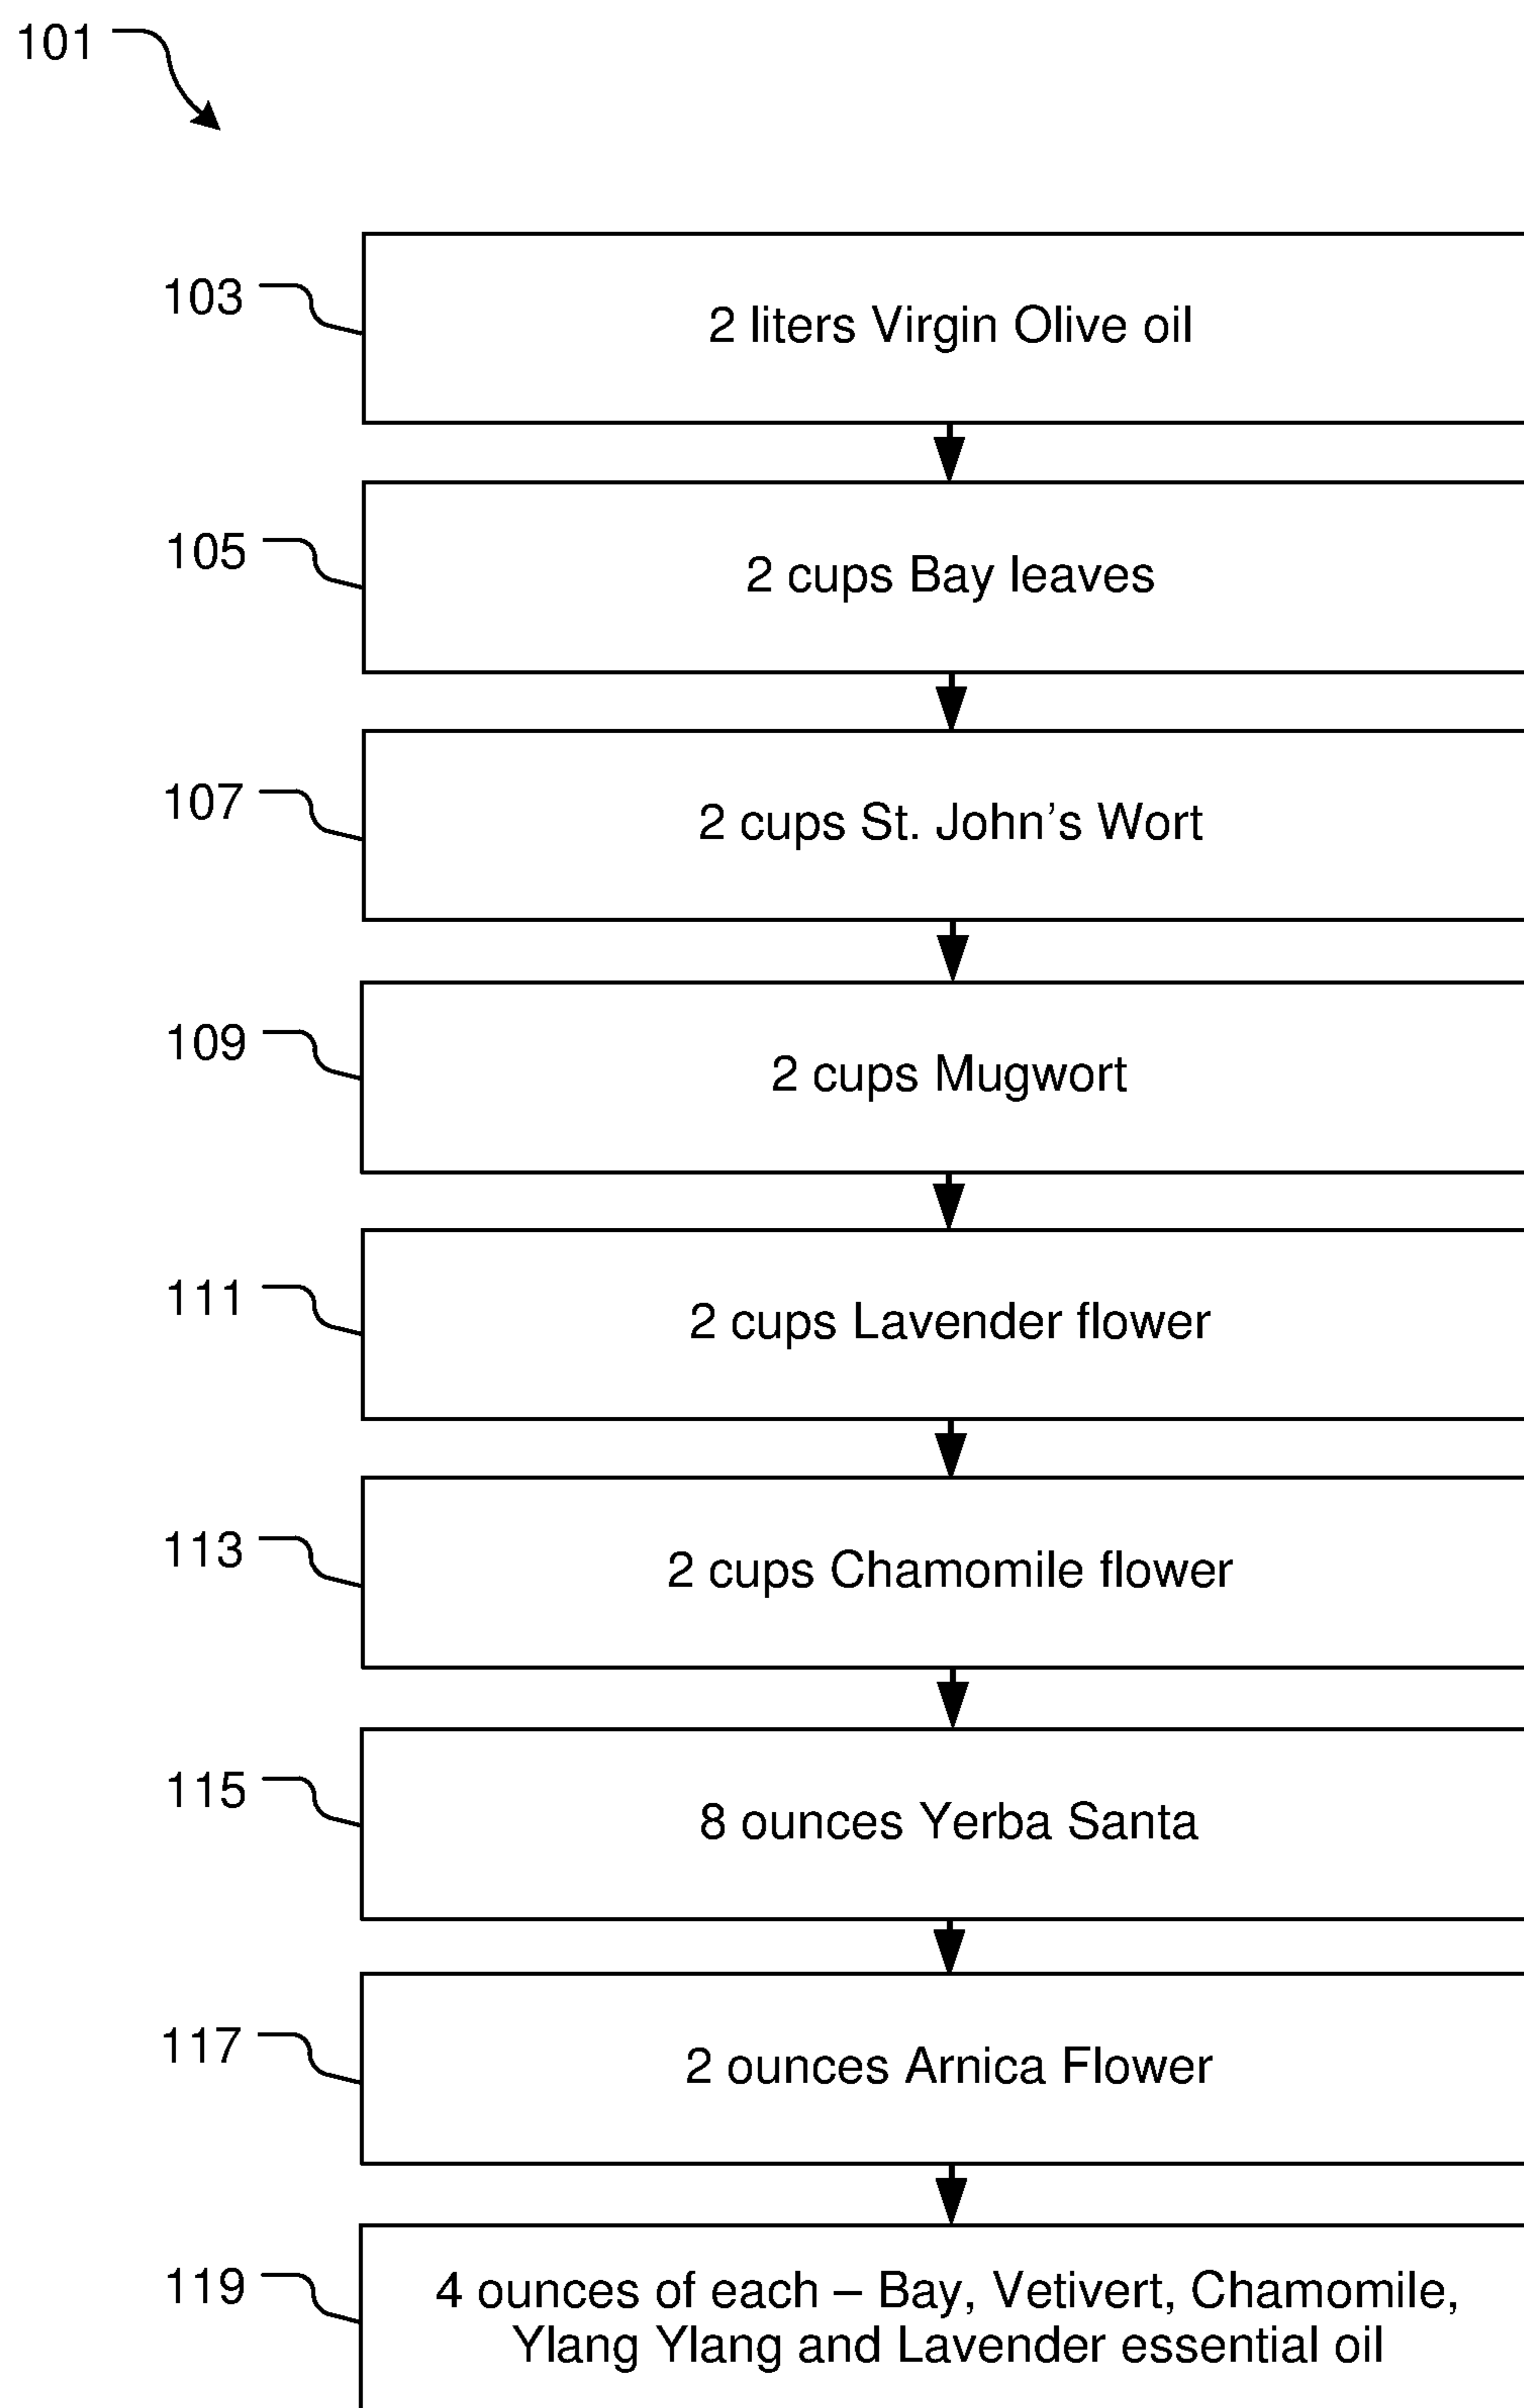 101
103
2 liters Virgin Olive oil
105
2 cups Bay leaves
107
2 cups St. John's Wort
109
2 cups Mugwort
111
2 cups Lavender flower
113
2 cups Chamomile flower
115
8 ounces Yerba Santa
117
2 ounces Arnica Flower
119
4 ounces of each – Bay, Vetivert, Chamomile,
Ylang Ylang and Lavender essential oil